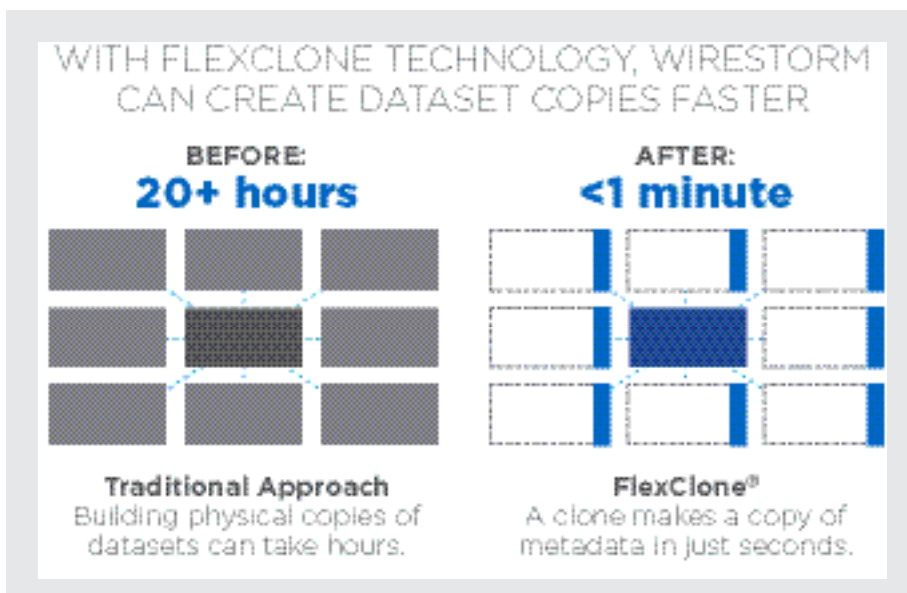 WITH FLEXCLONE TECHNOLOGY, WIRESTORM
CAN CREATE DATASET COPIES FASTER
BEFORE:
20+ hours
AFTER:
<1 minute
Traditional Approach
Building physical copies of
datasets can take hours.
FlexClone®
A clone makes a copy of
metadata in just seconds.